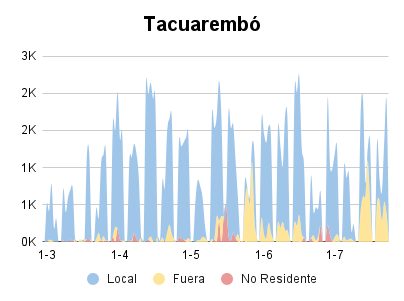 Tacuarembó
3K
2K
2K
1K
1K
0K
1-3 1-4 1-5 1-6 1-7
Local Fuera No Residente